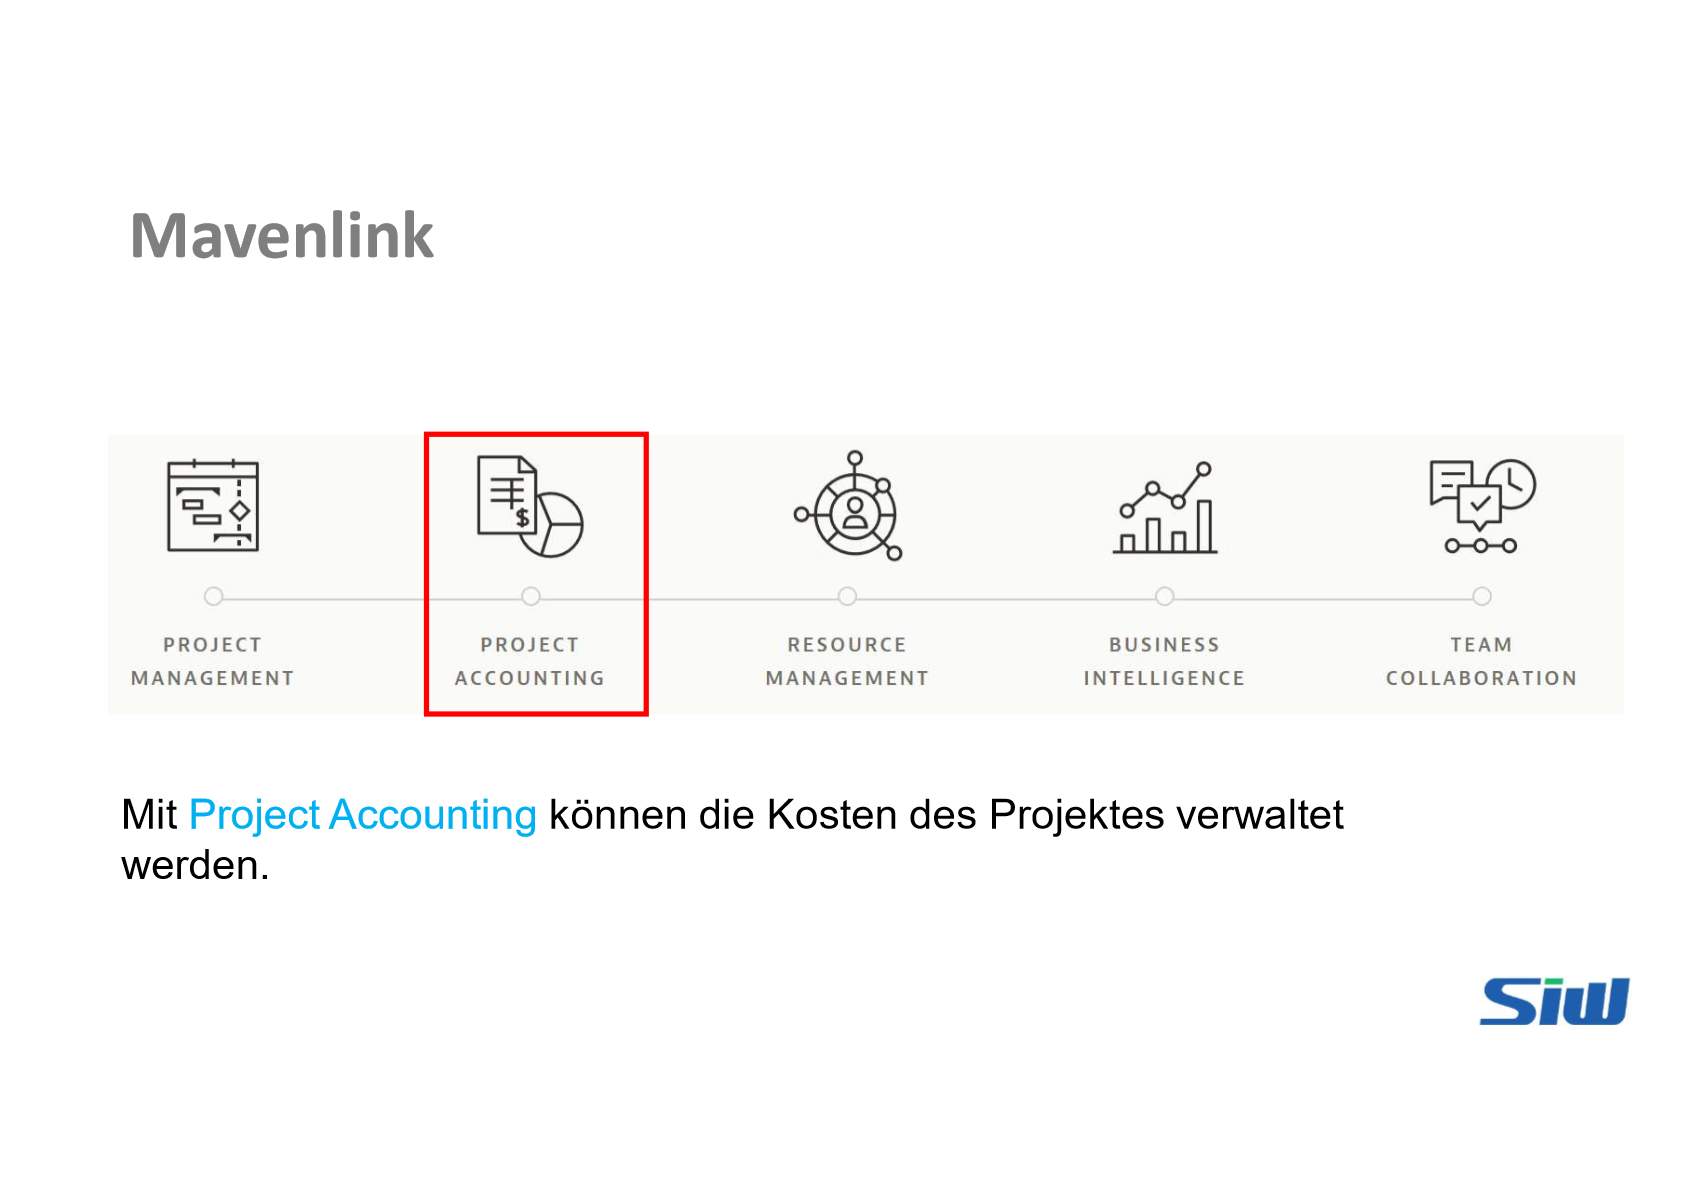 Mavenlink
$
PROJECT
MANAGEMENT
PROJECT
ACCOUNTING
RESOURCE
MANAGEMENT
BUSINESS
INTELLIGENCE
TEAM
COLLABORATION
Mit Project Accounting können die Kosten des Projektes verwaltet
werden.
Siw